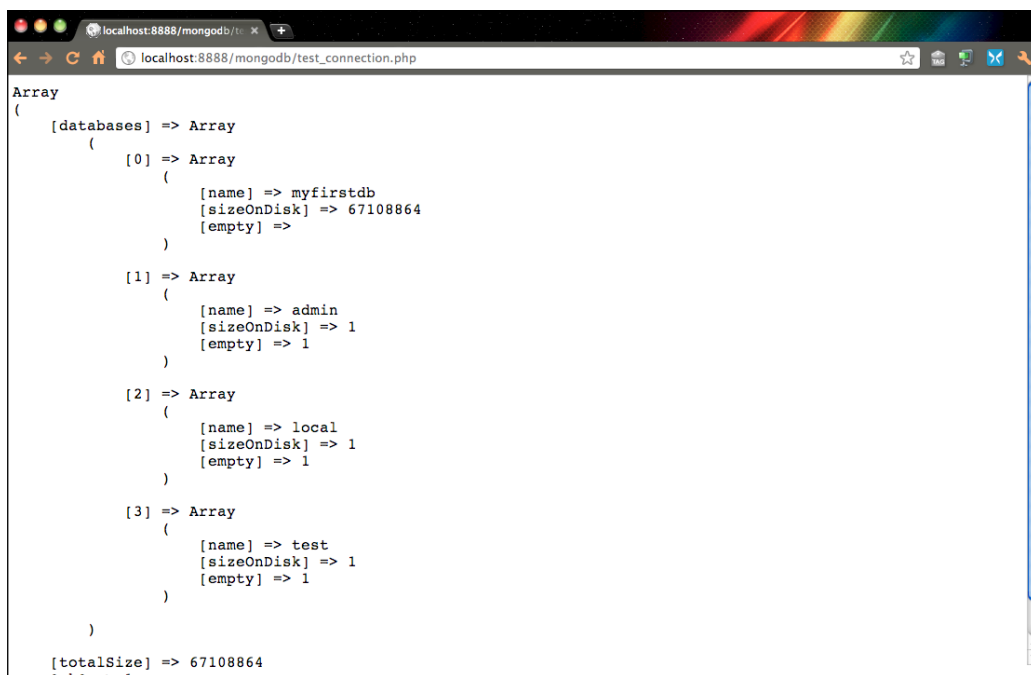 localhost:8888/mongodb/te
localhost:8888/mongodb/test_connection.php
TAG
Array
(
    [databases] => Array
        (
            [0] => Array
                (
                    [name] => myfirstdb
                    [sizeOnDisk] => 67108864
                    [empty] =>
                )
            [1] => Array
                (
                    [name] => admin
                    [sizeOnDisk] => 1
                    [empty] => 1
                )
            [2] => Array
                (
                    [name] => local
                    [sizeOnDisk] => 1
                    [empty] => 1
                )
            [3] => Array
                (
                    [name] => test
                    [sizeOnDisk] => 1
                    [empty] => 1
                )
        )
    [totalSize] => 67108864